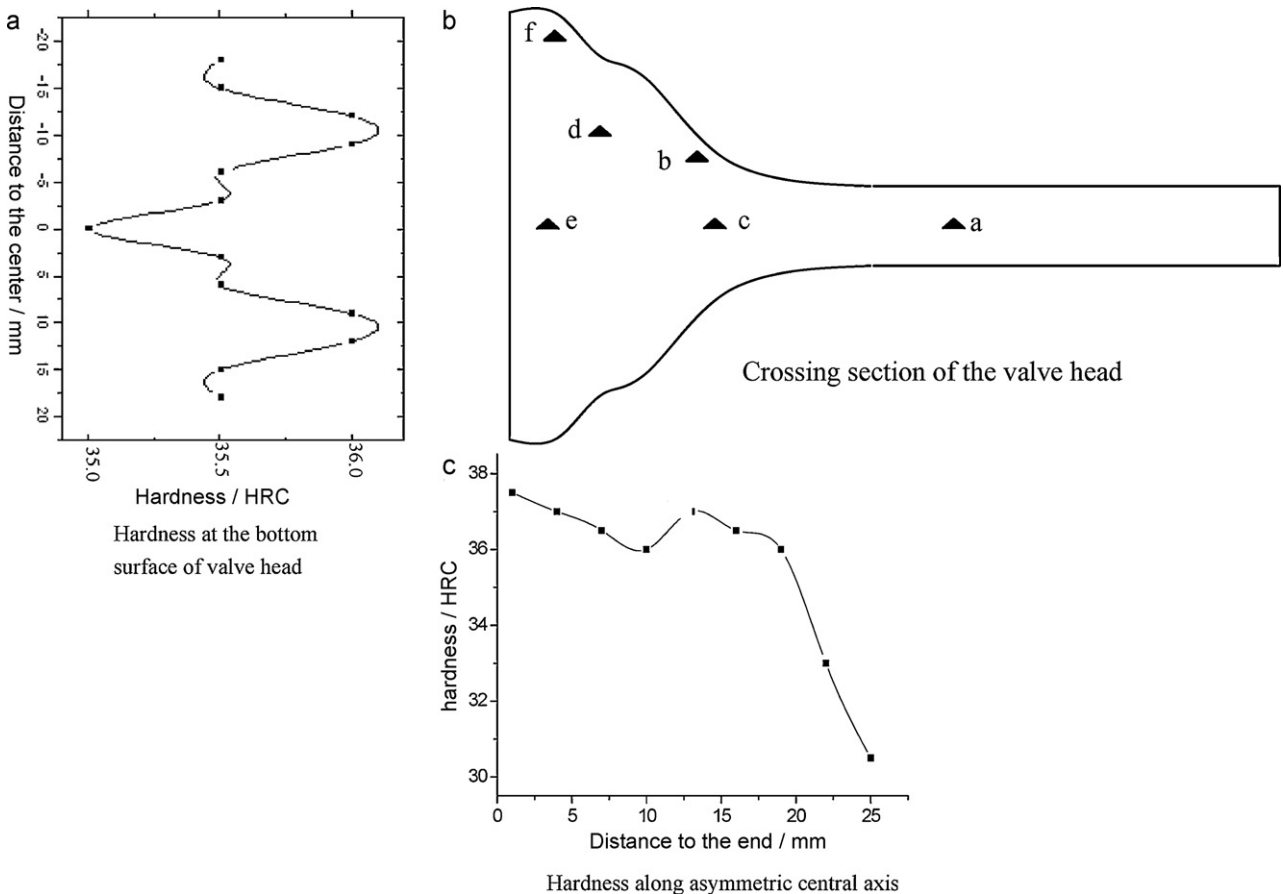 a
-20
-15
-10
-5
0
5
10
15
20
Distance to the center / mm
35.0
35.5
36.0
Hardness / HRC
Hardness at the bottom
surface of valve head
b
f
d
b
e
c
a
Crossing section of the valve head
c
38
36
34
32
30
hardness / HRC
0
5
10
15
20
25
Distance to the end / mm
Hardness along asymmetric central axis